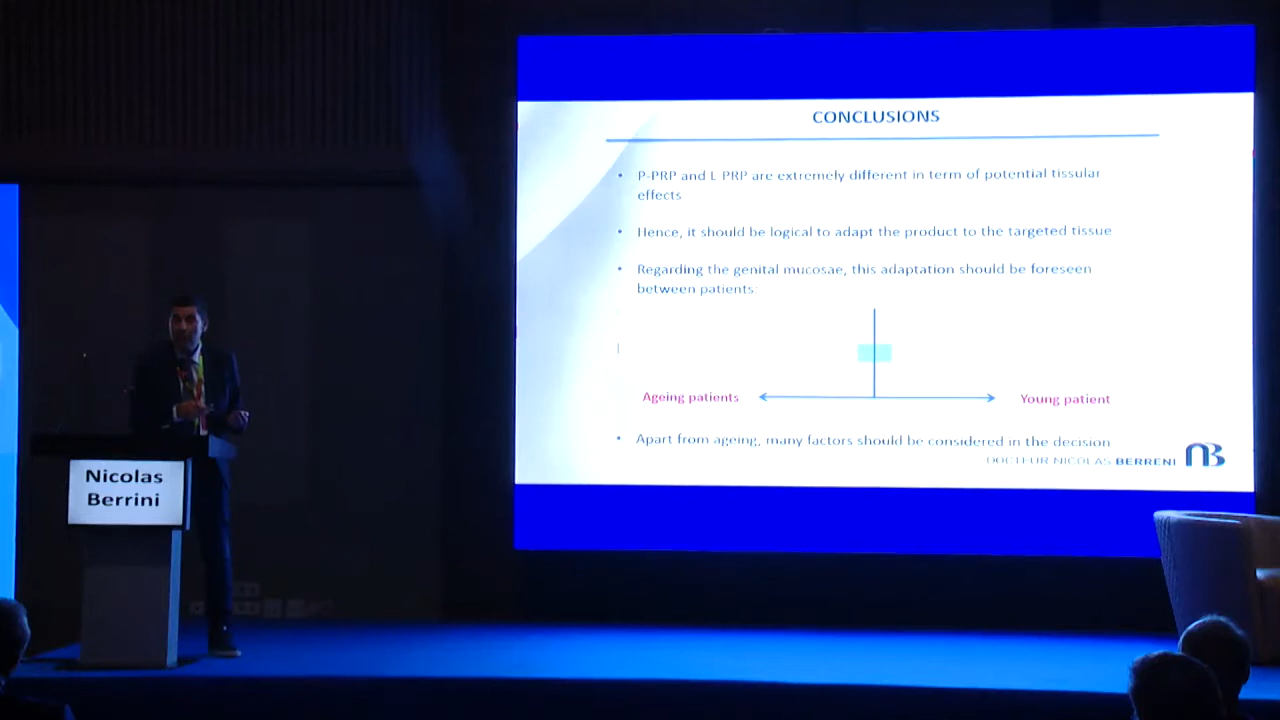 CONCLUSIONS
• P-PRP and L PRP are extremely different in term of potential tissular
effects
• Hence, it should be logical to adapt the product to the targeted tissue
• Regarding the genital mucosae, this adaptation should be foreseen
between patients:
Ageing patients
Young patient
• Apart from ageing, many factors should be considered in the decision
DOCTEUR NICOLAS BERRENI
Nicolas
Berrini